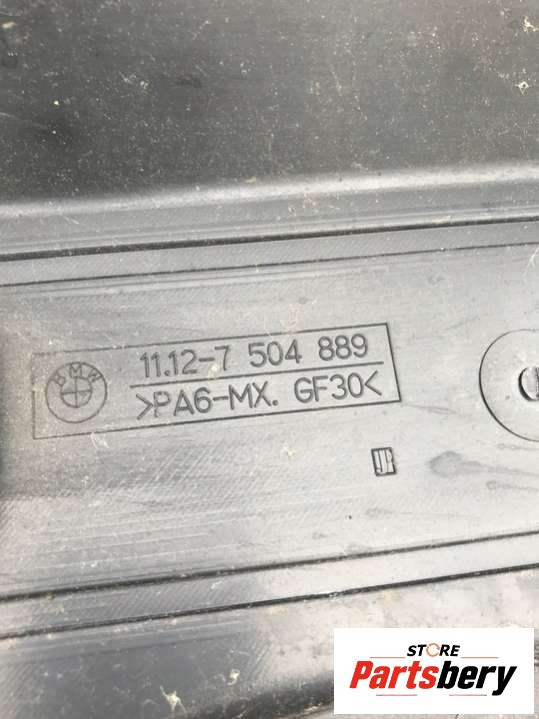 BMW
11.12-7 504 889
>PA6-MX. GF30<
STORE
Partsbery